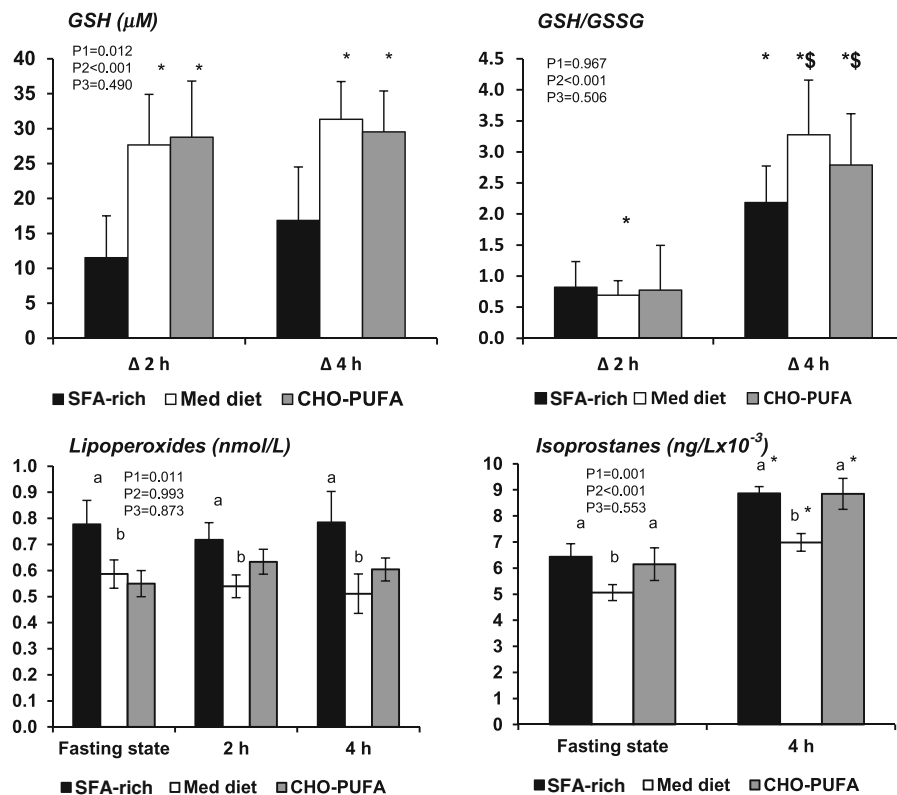 GSH (µM)
P1=0.012
P2<0.001
P3=0.490
* * * *
40
35
30
25
20
15
10
5
0
Δ 2 h Δ 4 h
SFA-rich Med diet CHO-PUFA
GSH/GSSG
P1=0.967
P2<0.001
P3=0.506
* * *$ *$
4.5
4.0
3.5
3.0
2.5
2.0
1.5
1.0
0.5
0.0
Δ 2 h Δ 4 h
SFA-rich Med diet CHO-PUFA
Lipoperoxides (nmol/L)
P1=0.011
P2=0.993
P3=0.873
a b a b a b
1.0
0.9
0.8
0.7
0.6
0.5
0.4
0.3
0.2
0.1
0.0
Fasting state 2 h 4 h
SFA-rich Med diet CHO-PUFA
Isoprostanes (ng/Lx10⁻³)
P1=0.001
P2<0.001
P3=0.553
a b a a * b * a *
10
9
8
7
6
5
4
3
2
1
0
Fasting state 4 h
SFA-rich Med diet CHO-PUFA